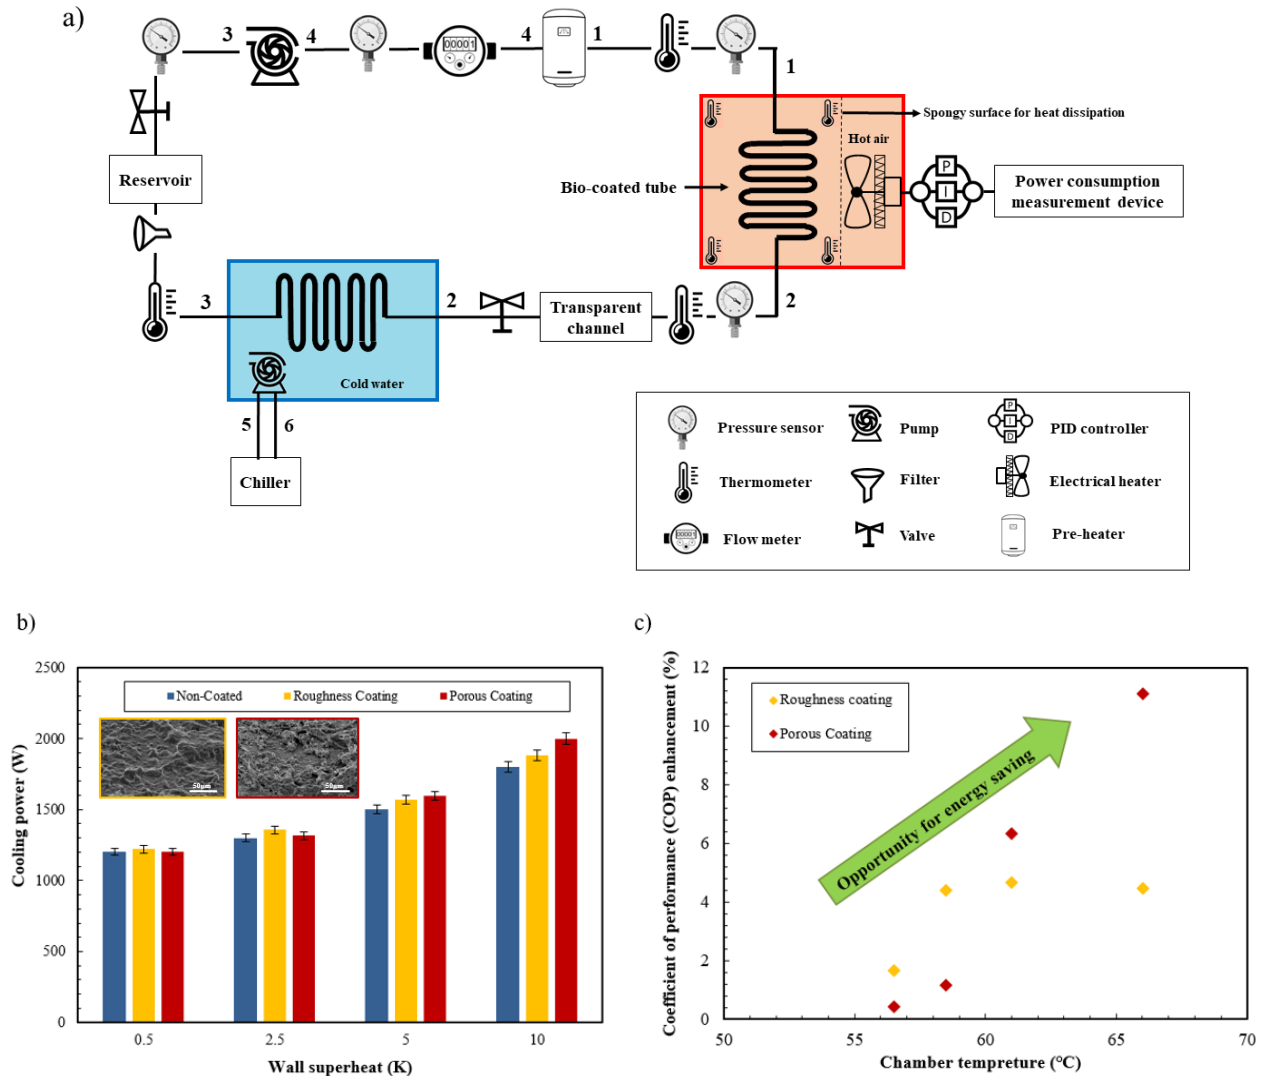 a)
3
4
4
1
1
00001
Spongy surface for heat dissipation
Hot air
Reservoir
Bio-coated tube
P
I
D
Power consumption
measurement device
3
2
Transparent
channel
2
Cold water
5
6
Chiller
Pressure sensor
Pump
P
I
D
PID controller
Thermometer
Filter
Electrical heater
00001
Flow meter
Valve
Pre-heater
b)
2500
2000
1500
1000
500
0
Cooling power (W)
Non-Coated
Roughness Coating
Porous Coating
50μm
50μm
0.5
2.5
5
10
Wall superheat (K)
c)
12
10
8
6
4
2
0
Coefficient of performance (COP) enhancement (%)
Roughness coating
Porous Coating
Opportunity for energy saving
50
55
60
65
70
Chamber tempreture (°C)